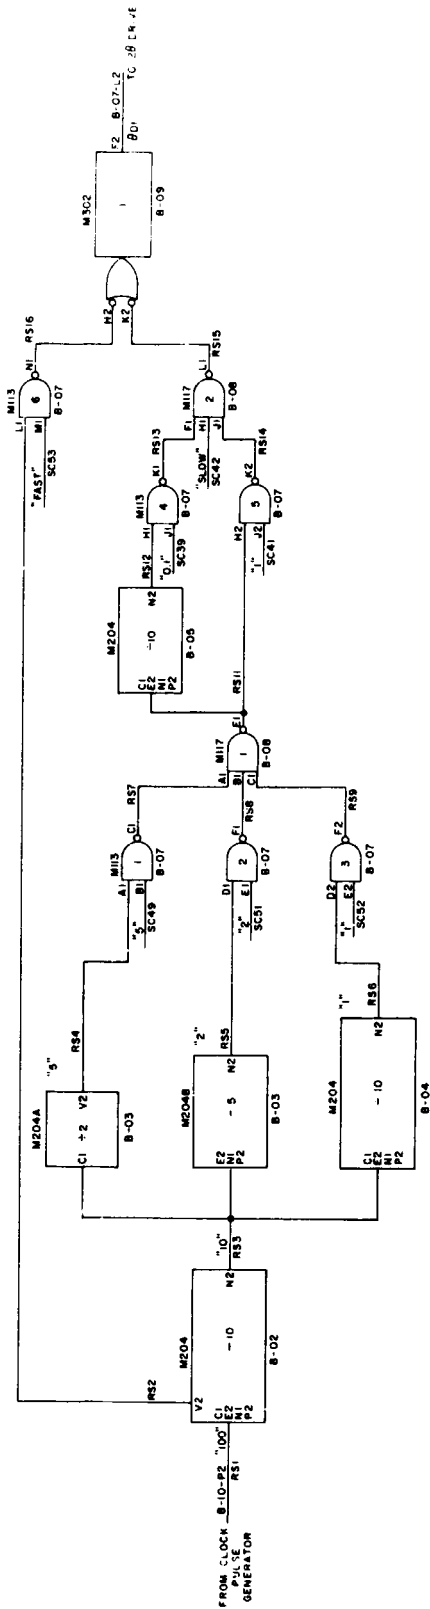 FROM CLOCK
PULSE
GENERATOR
B-10-P2 "100"
RS1
M204
V2
C1
E2
N1
P2
÷10
N2
B-02
RS2
"10"
RS3
M204A
C1
÷2
V2
B-03
"5"
RS4
M204B
E2
N1
P2
÷5
N2
B-03
"2"
RS5
M204
C1
E2
N1
P2
÷10
N2
B-04
"1"
RS6
M113
A1
B1
1
C1
B-07
"5"
SC49
RS7
D1
E1
2
F1
B-07
"2"
SC51
RS8
D2
E2
3
F2
B-07
"1"
SC52
RS9
M117
A1
B1
C1
1
E1
B-08
RS11
M204
C1
E2
N1
P2
÷10
N2
B-05
RS12
"0.1"
SC39
M113
H1
J1
4
K1
B-07
RS13
H2
J2
5
K2
B-07
"1"
SC41
RS14
M117
F1
H1
J1
2
L1
B-08
"SLOW"
SC42
RS15
M113
L1
M1
6
N1
B-07
"FAST"
SC53
RS16
H2
K2
M302
1
F2
B-09
B-07-L2
θD1
TO 2θ DRIVE